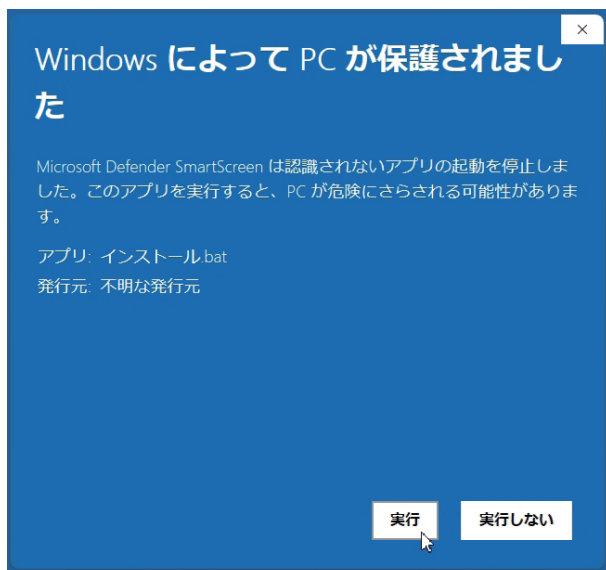 Windows によって PC が保護されまし
た
Microsoft Defender SmartScreen は認識されないアプリの起動を停止しま
した。このアプリを実行すると、PC が危険にさらされる可能性がありま
す。
アプリ: インストール.bat
発行元: 不明な発行元
実行 実行しない